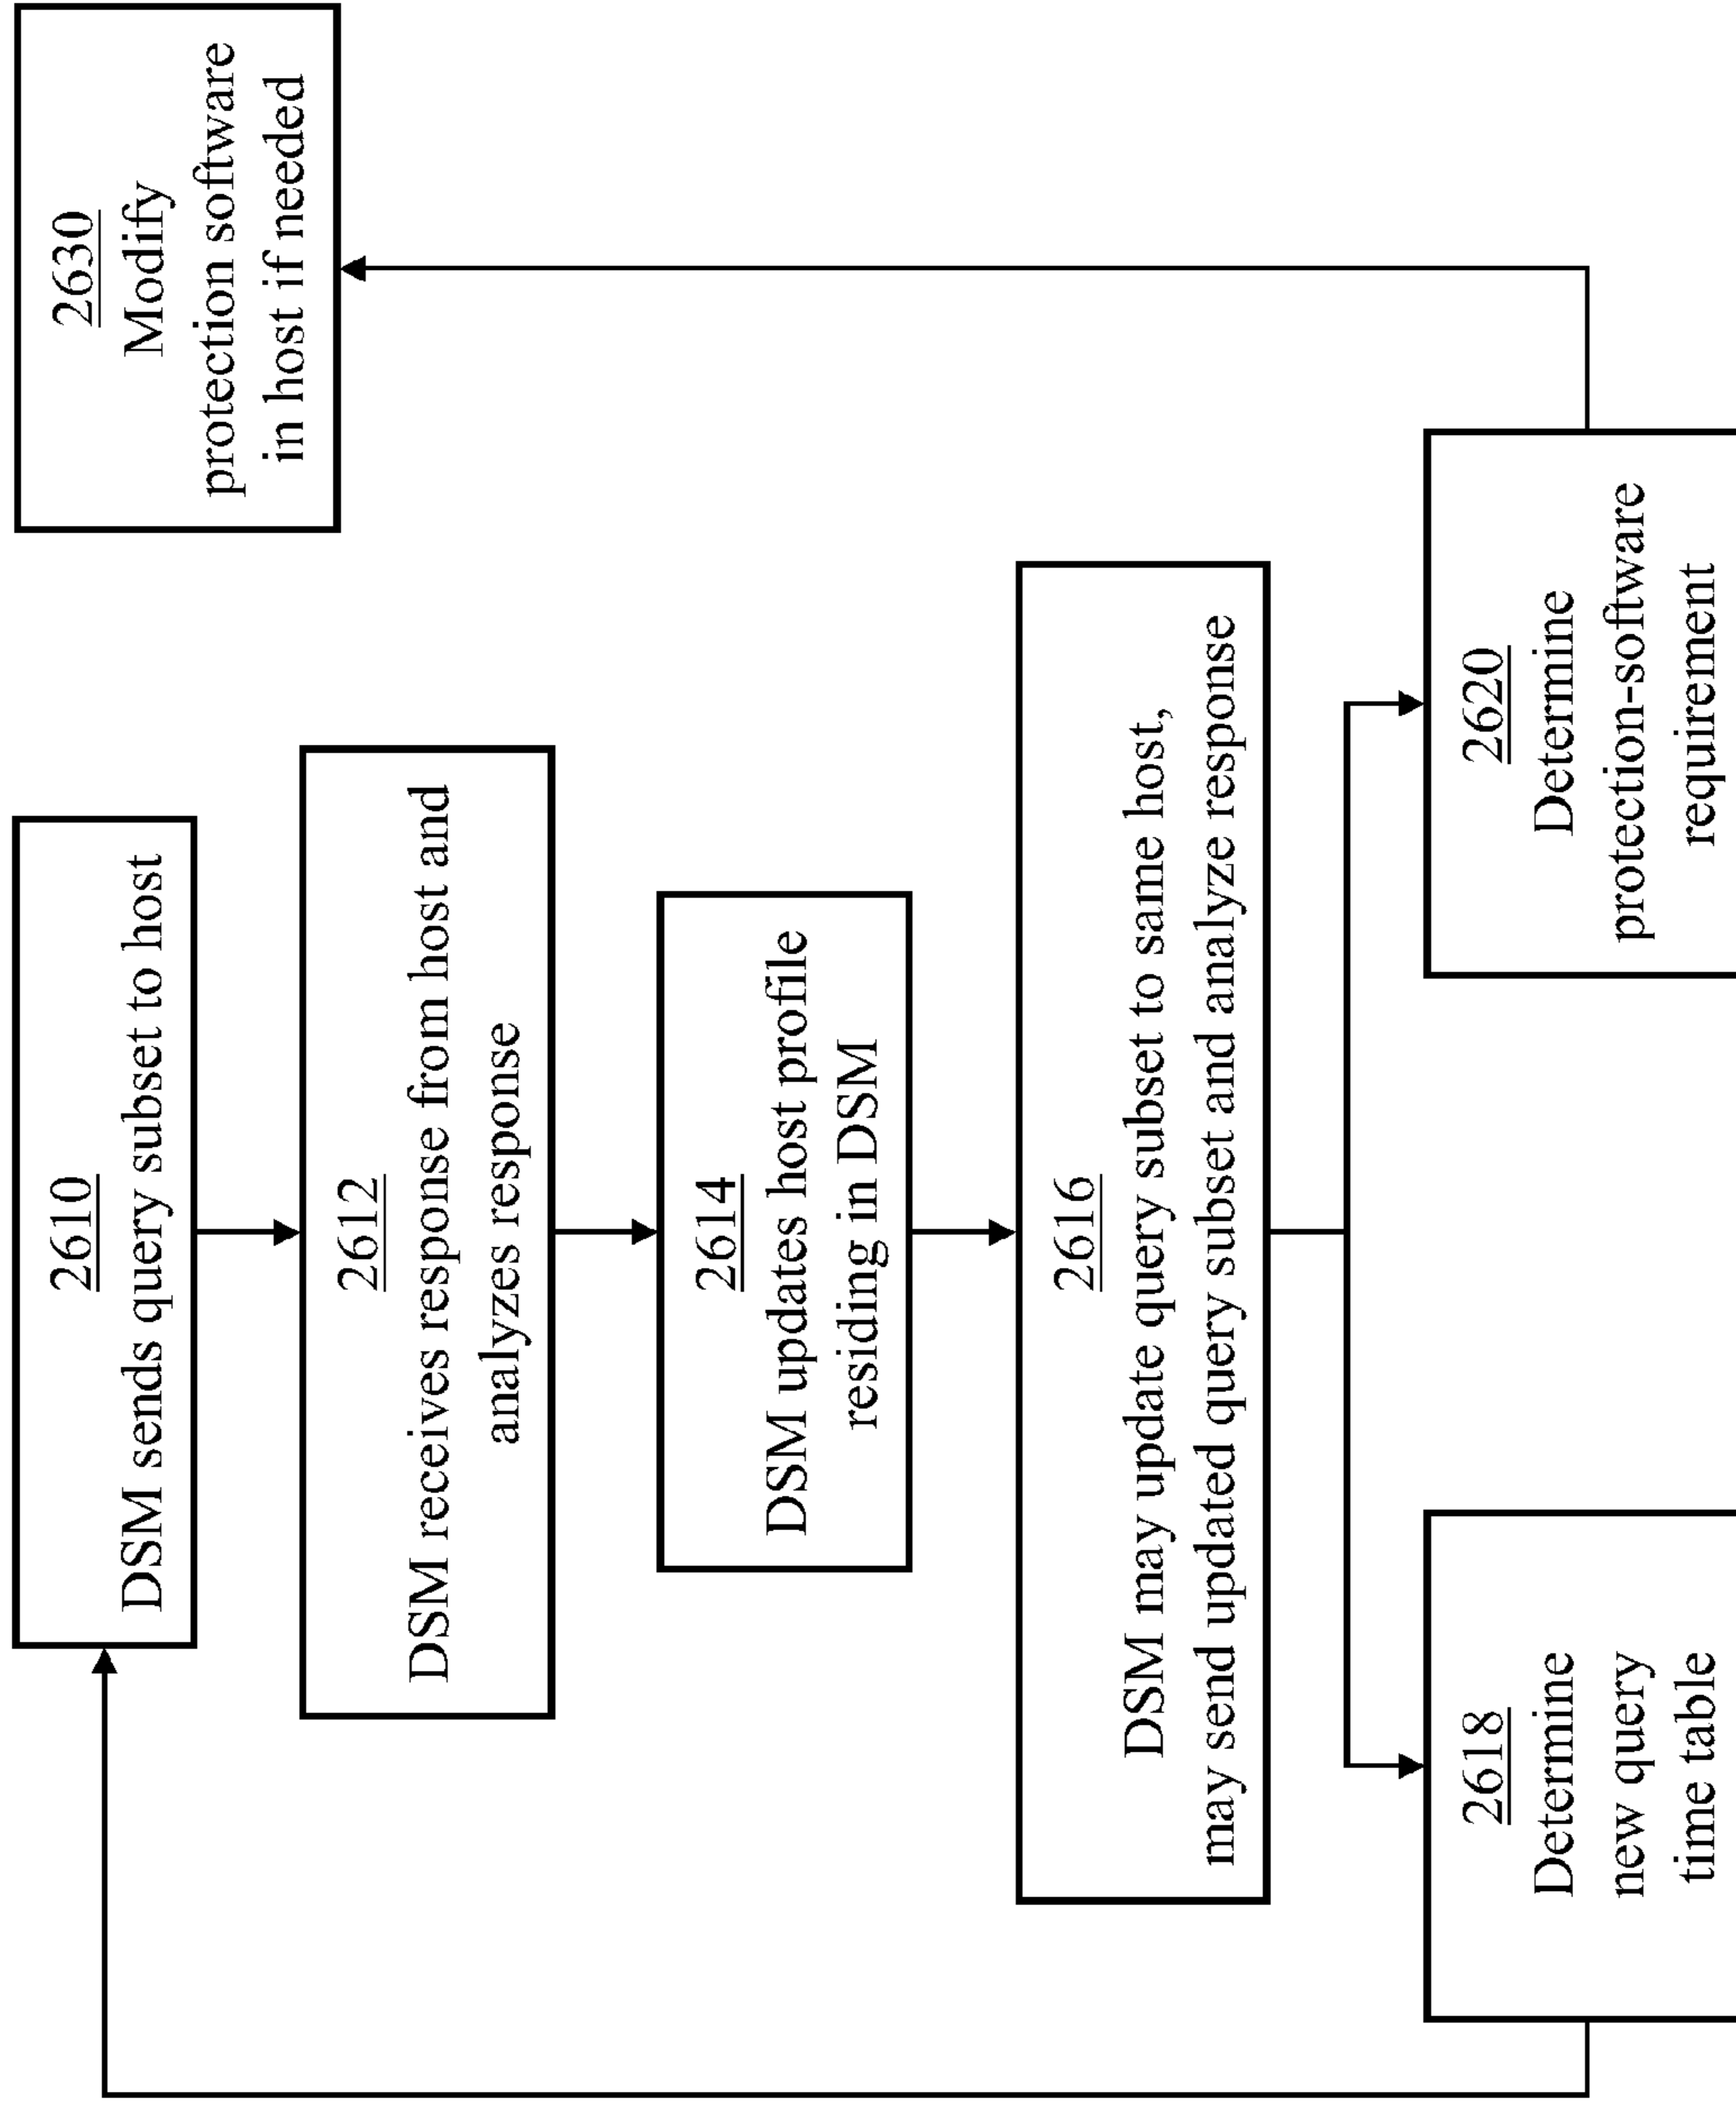 2610
DSM sends query subset to host
2612
DSM receives response from host and
analyzes response
2614
DSM updates host profile
residing in DSM
2616
DSM may update query subset to same host,
may send updated query subset and analyze response
2618
Determine
new query
time table
2620
Determine
protection-software
requirement
2630
Modify
protection software
in host if needed